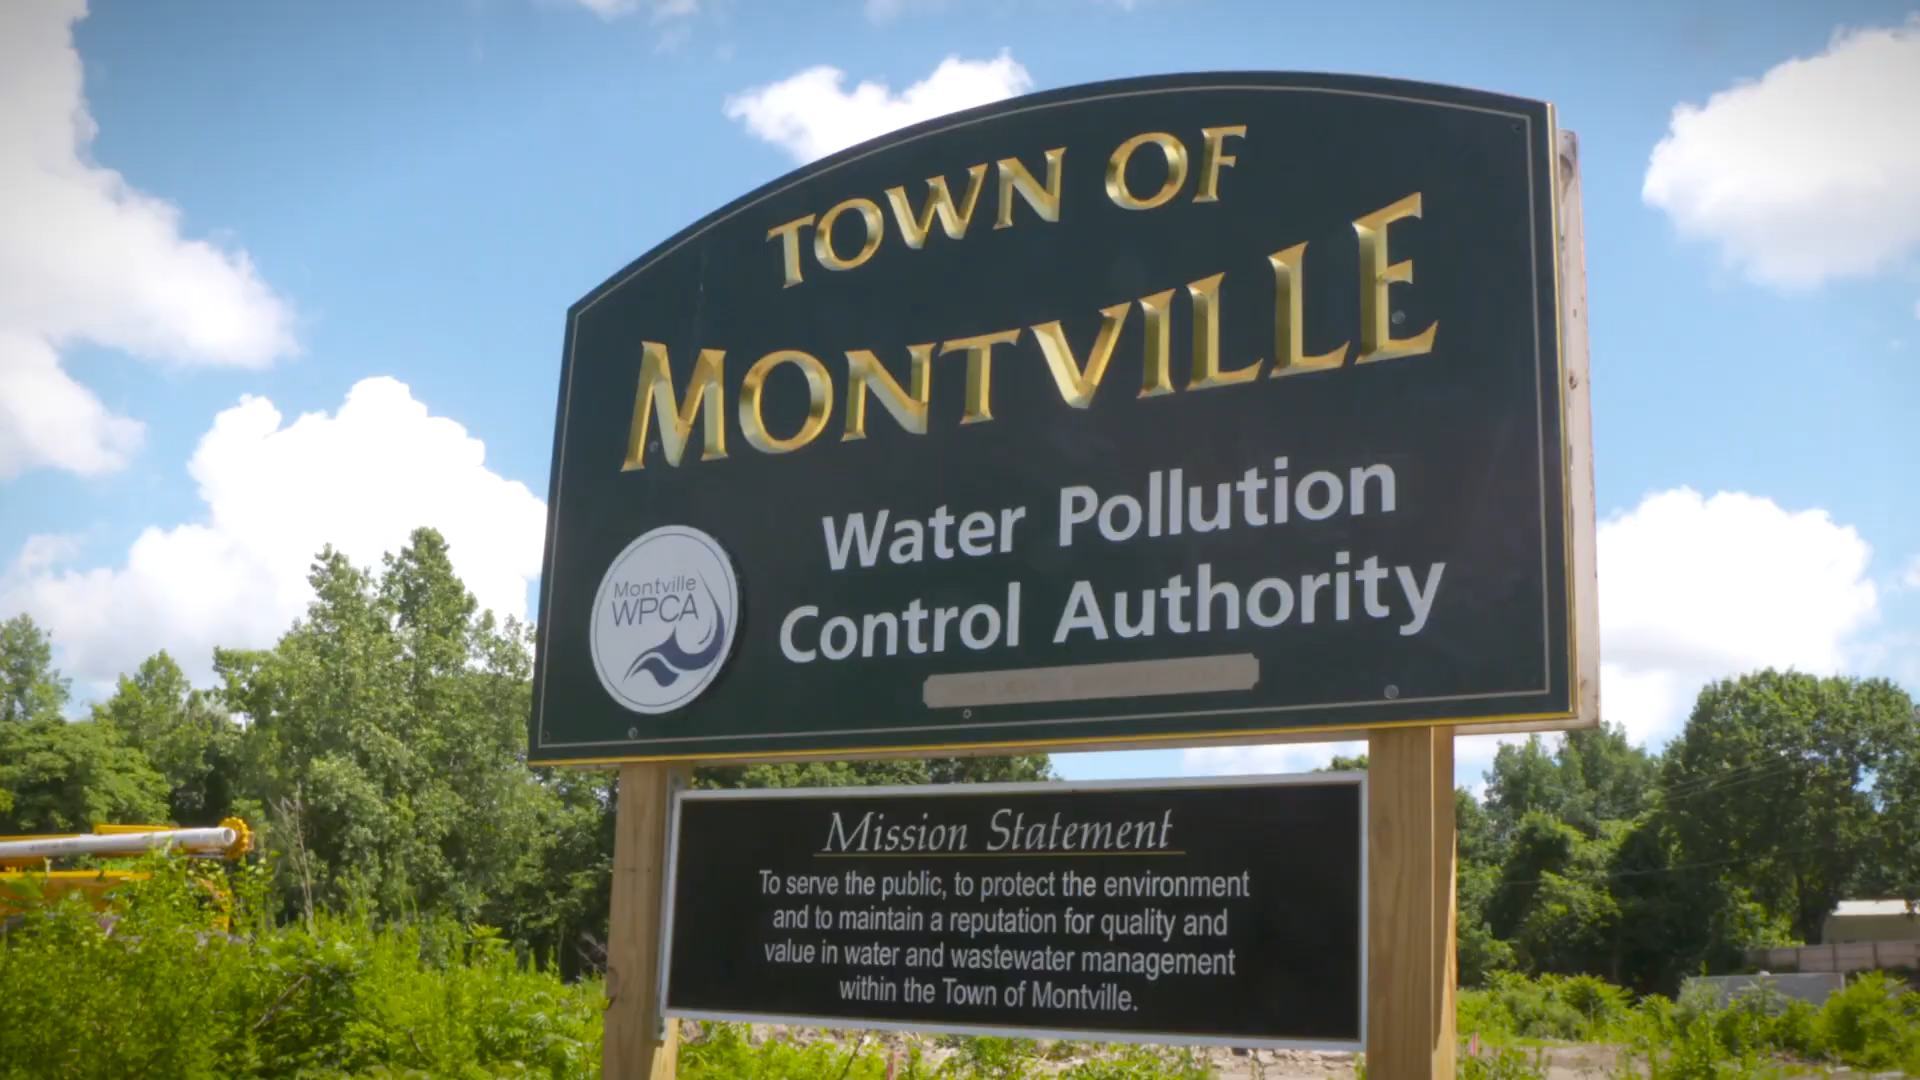 TOWN OF
MONTVILLE
Water Pollution
Control Authority
Montville
WPCA
Mission Statement
To serve the public, to protect the environment
and to maintain a reputation for quality and
value in water and wastewater management
within the Town of Montville.